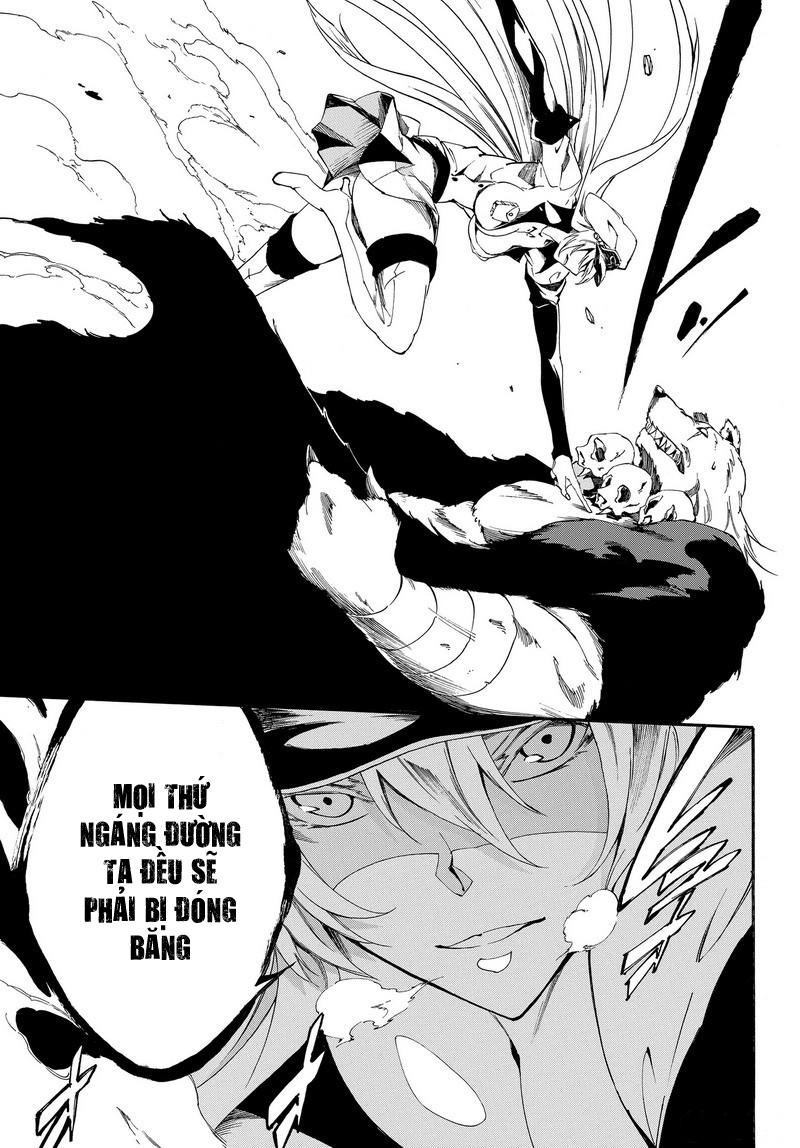 MỌI THỨ
NGÁNG ĐƯỜNG
TA ĐỀU SẼ
PHẢI BỊ ĐÓNG
BĂNG